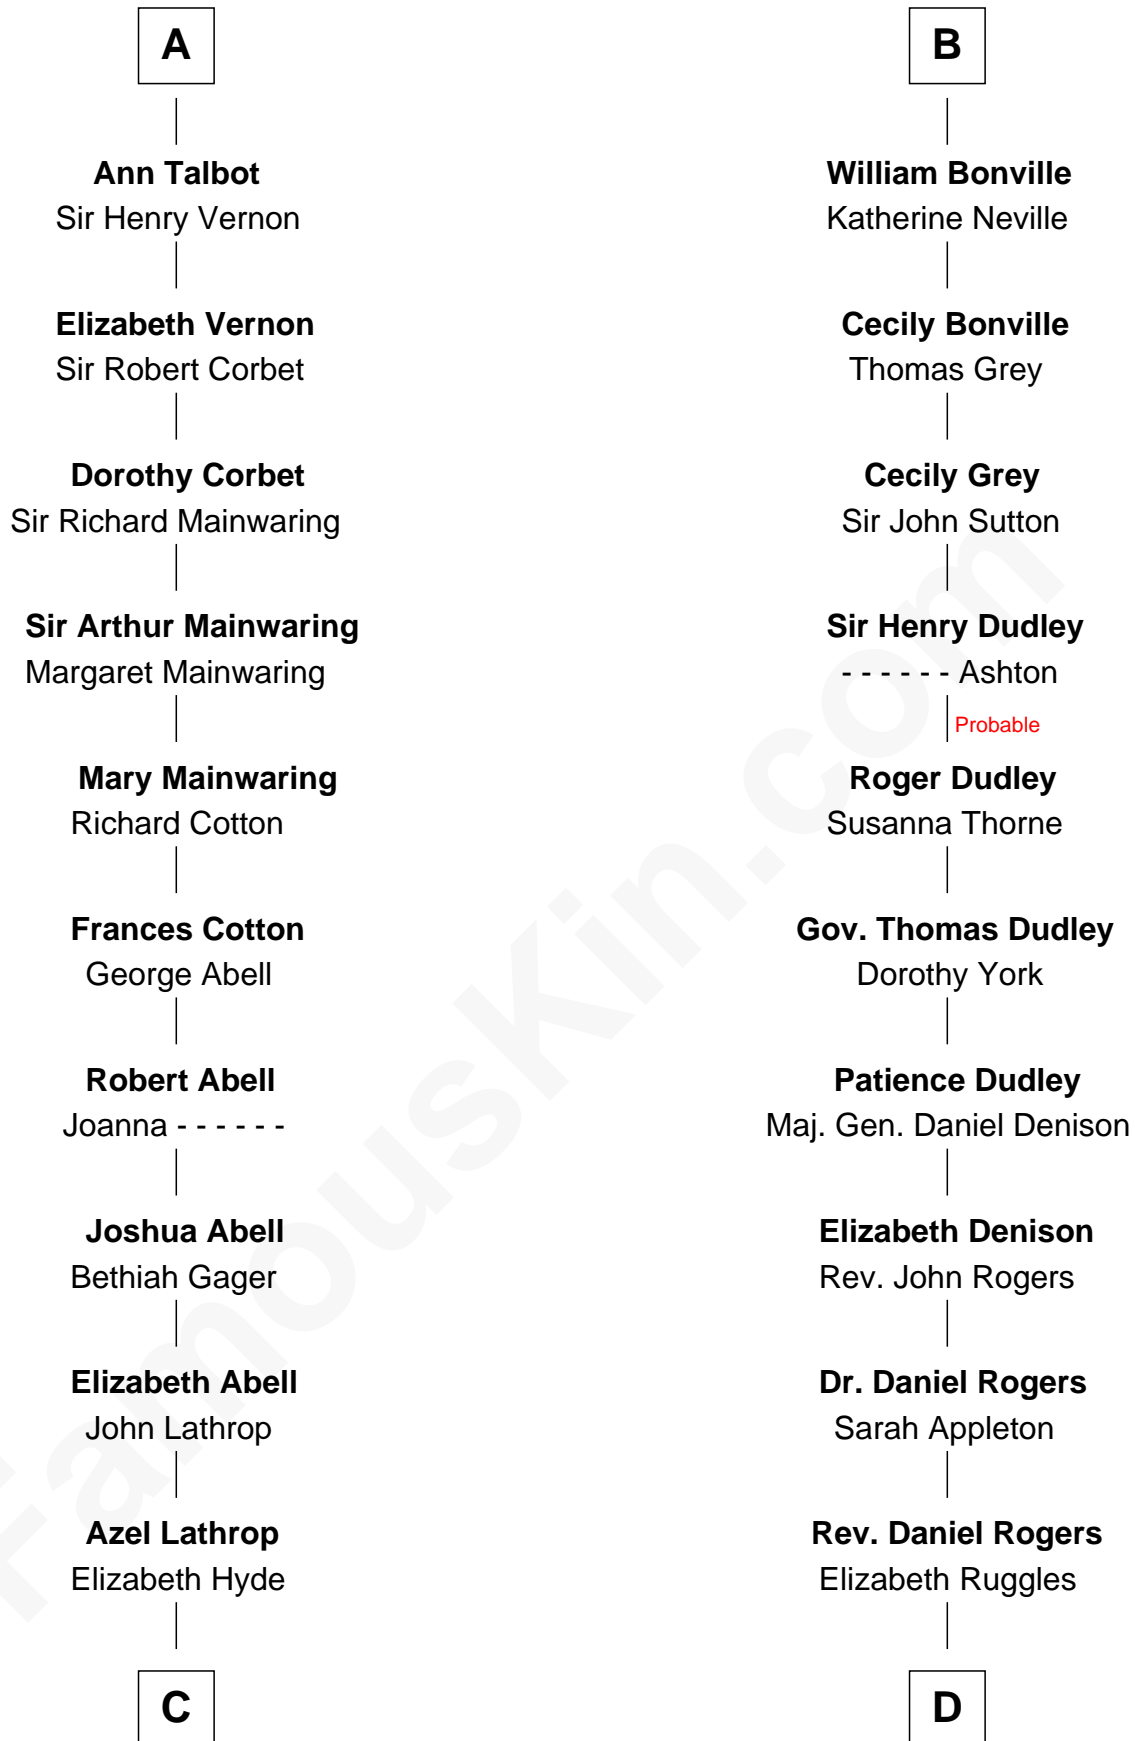 A
Ann Talbot
Sir Henry Vernon
Elizabeth Vernon
Sir Robert Corbet
Dorothy Corbet
Sir Richard Mainwaring
Sir Arthur Mainwaring
Margaret Mainwaring
Mary Mainwaring
Richard Cotton
Frances Cotton
George Abell
Robert Abell
Joanna - - - - - -
Joshua Abell
Bethiah Gager
Elizabeth Abell
John Lathrop
Azel Lathrop
Elizabeth Hyde
C
B
William Bonville
Katherine Neville
Cecily Bonville
Thomas Grey
Cecily Grey
Sir John Sutton
Sir Henry Dudley
- - - - - - Ashton
Probable
Roger Dudley
Susanna Thorne
Gov. Thomas Dudley
Dorothy York
Patience Dudley
Maj. Gen. Daniel Denison
Elizabeth Denison
Rev. John Rogers
Dr. Daniel Rogers
Sarah Appleton
Rev. Daniel Rogers
Elizabeth Ruggles
D
FamousKin.com